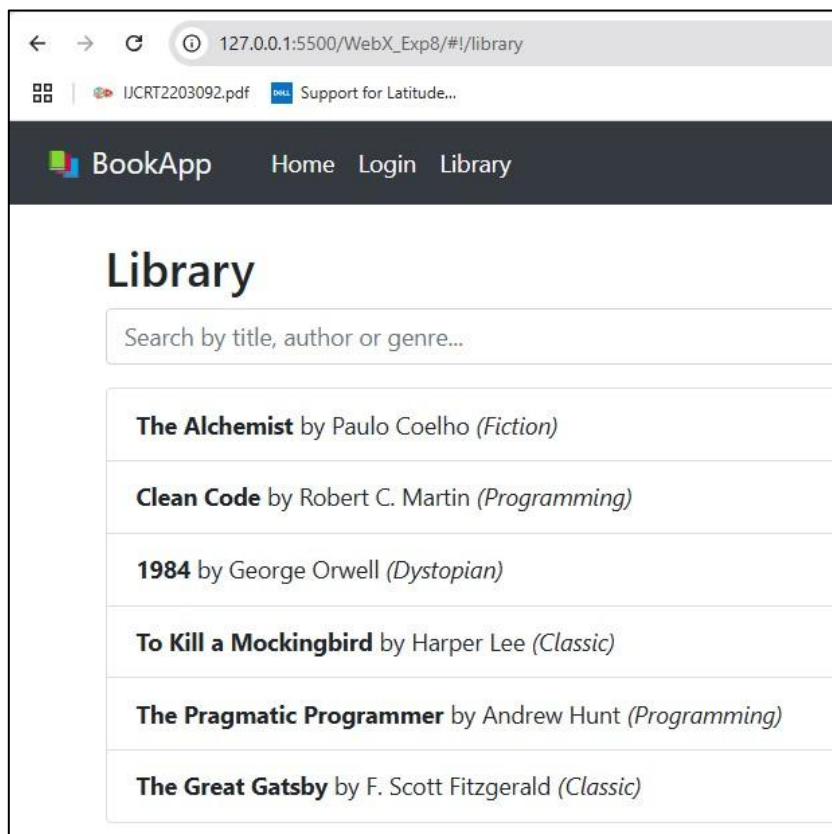 127.0.0.1:5500/WebX_Exp8/#!/library
IJCRT2203092.pdf DELL Support for Latitude...
BookApp Home Login Library
Library
Search by title, author or genre...
The Alchemist by Paulo Coelho (Fiction)
Clean Code by Robert C. Martin (Programming)
1984 by George Orwell (Dystopian)
To Kill a Mockingbird by Harper Lee (Classic)
The Pragmatic Programmer by Andrew Hunt (Programming)
The Great Gatsby by F. Scott Fitzgerald (Classic)